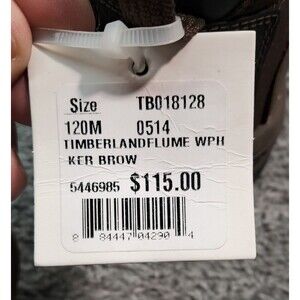 Size TB018128
120M 0514
TIMBERLANDFLUME WPH
KER BROW
5446985 $115.00
8 84447 04290 4